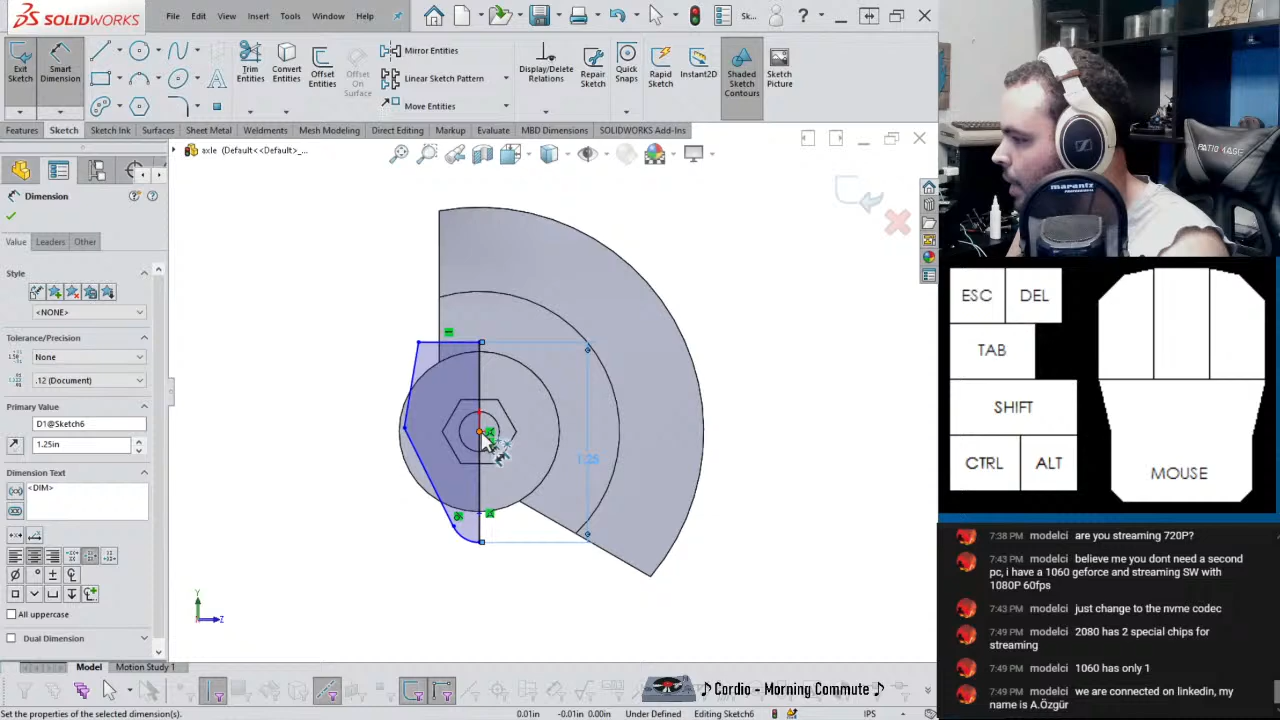 SOLIDWORKS
File
Edit
View
Insert
Tools
Window
Help
Sk...
Exit Sketch
Smart Dimension
Trim Entities
Convert Entities
Offset Entities
Offset On Surface
Mirror Entities
Linear Sketch Pattern
Move Entities
Display/Delete Relations
Repair Sketch
Quick Snaps
Rapid Sketch
Instant2D
Shaded Sketch Contours
Sketch Picture
Features
Sketch
Sketch Ink
Surfaces
Sheet Metal
Weldments
Mesh Modeling
Direct Editing
Markup
Evaluate
MBD Dimensions
SOLIDWORKS Add-Ins
axle (Default<<Default>_...
Dimension
Value
Leaders
Other
Style
<NONE>
Tolerance/Precision
None
.12 (Document)
Primary Value
D1@Sketch6
1.25in
Dimension Text
<DIM>
All uppercase
Dual Dimension
1.25
Y
Z
Model
Motion Study 1
♪ Cordio - Morning Commute ♪
Set the properties of the selected dimension(s).
0.01in
-0.01in
0.00in
Under Defined
Editing Sketch6
IPS
PATIO KAGE
marantz
PROFESSIONAL
ESC
DEL
TAB
SHIFT
CTRL
ALT
MOUSE
7:38 PM modelci are you streaming 720P?
7:43 PM modelci believe me you dont need a second
pc, i have a 1060 geforce and streaming SW with
1080P 60fps
7:43 PM modelci just change to the nvme codec
7:49 PM modelci 2080 has 2 special chips for
streaming
7:49 PM modelci 1060 has only 1
7:49 PM modelci we are connected on linkedin, my
name is A.Özgür